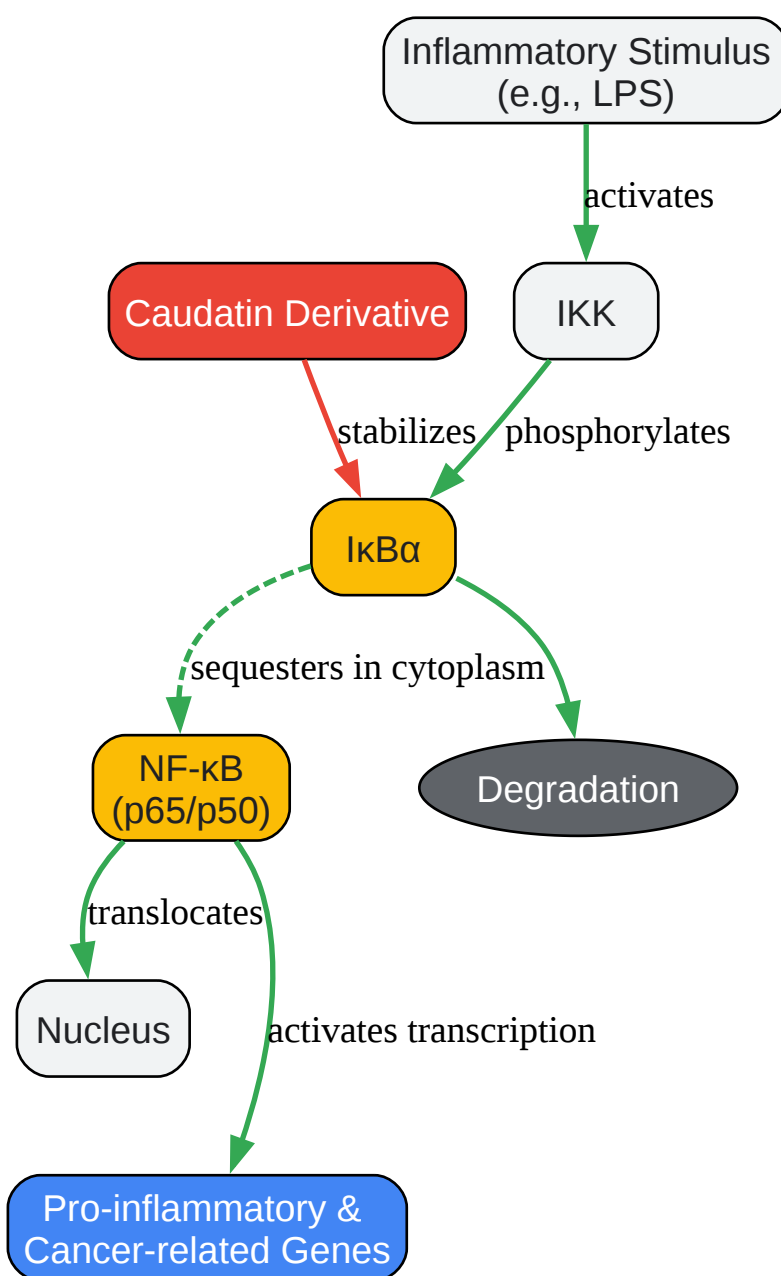 Inflammatory Stimulus
(e.g., LPS)
activates
Caudatin Derivative
IKK
stabilizes
phosphorylates
IκBα
sequesters in cytoplasm
NF-κB
(p65/p50)
Degradation
translocates
Nucleus
activates transcription
Pro-inflammatory &
Cancer-related Genes